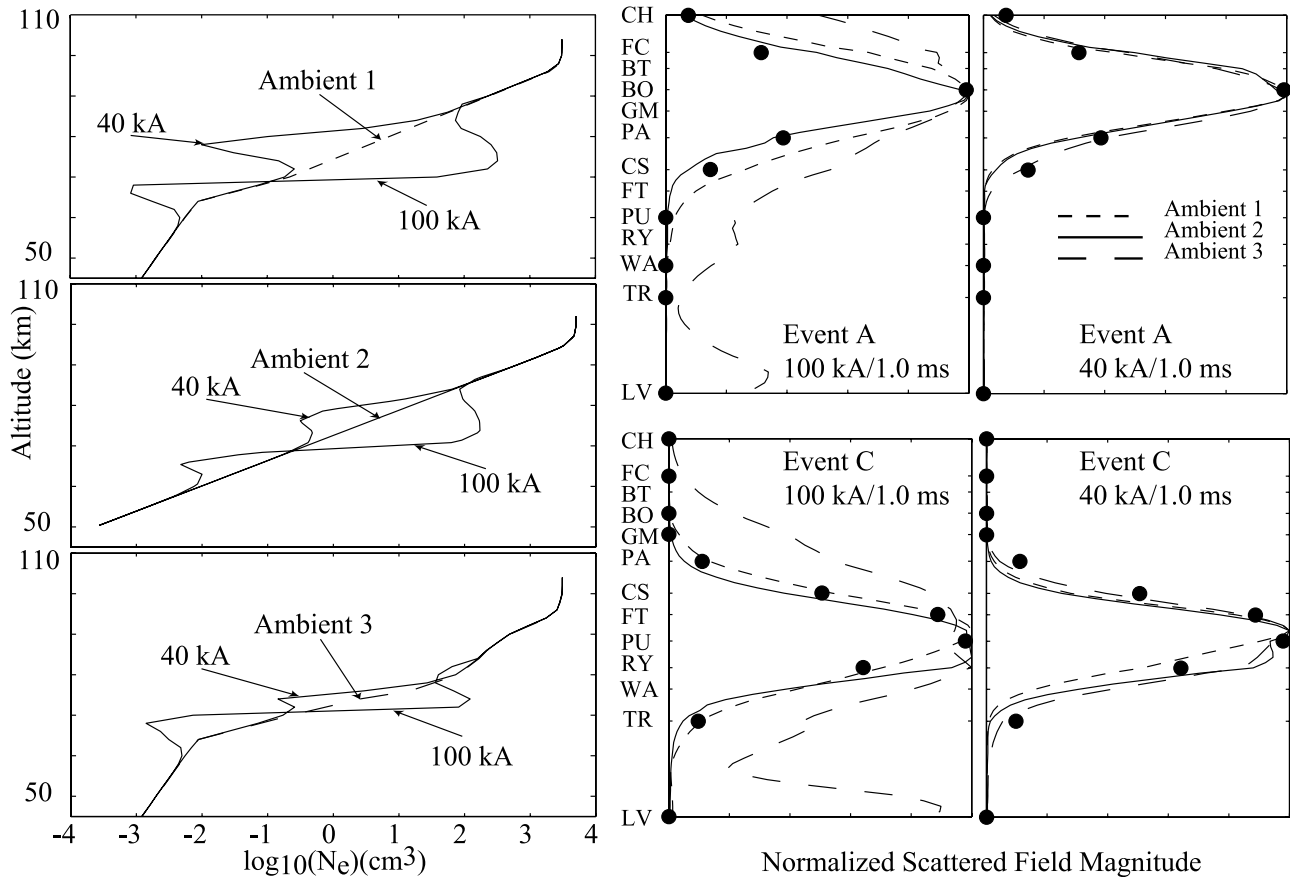 110
Ambient 1
40 kA
100 kA
50
110
Ambient 2
40 kA
100 kA
50
110
Ambient 3
40 kA
100 kA
50
Altitude (km)
-4 -3 -2 -1 0 1 2 3 4
log10(Ne)(cm3)
CH
FC
BT
BO
GM
PA
CS
FT
PU
RY
WA
TR
LV
Event A
100 kA/1.0 ms
Ambient 1
Ambient 2
Ambient 3
Event A
40 kA/1.0 ms
CH
FC
BT
BO
GM
PA
CS
FT
PU
RY
WA
TR
LV
Event C
100 kA/1.0 ms
Event C
40 kA/1.0 ms
Normalized Scattered Field Magnitude